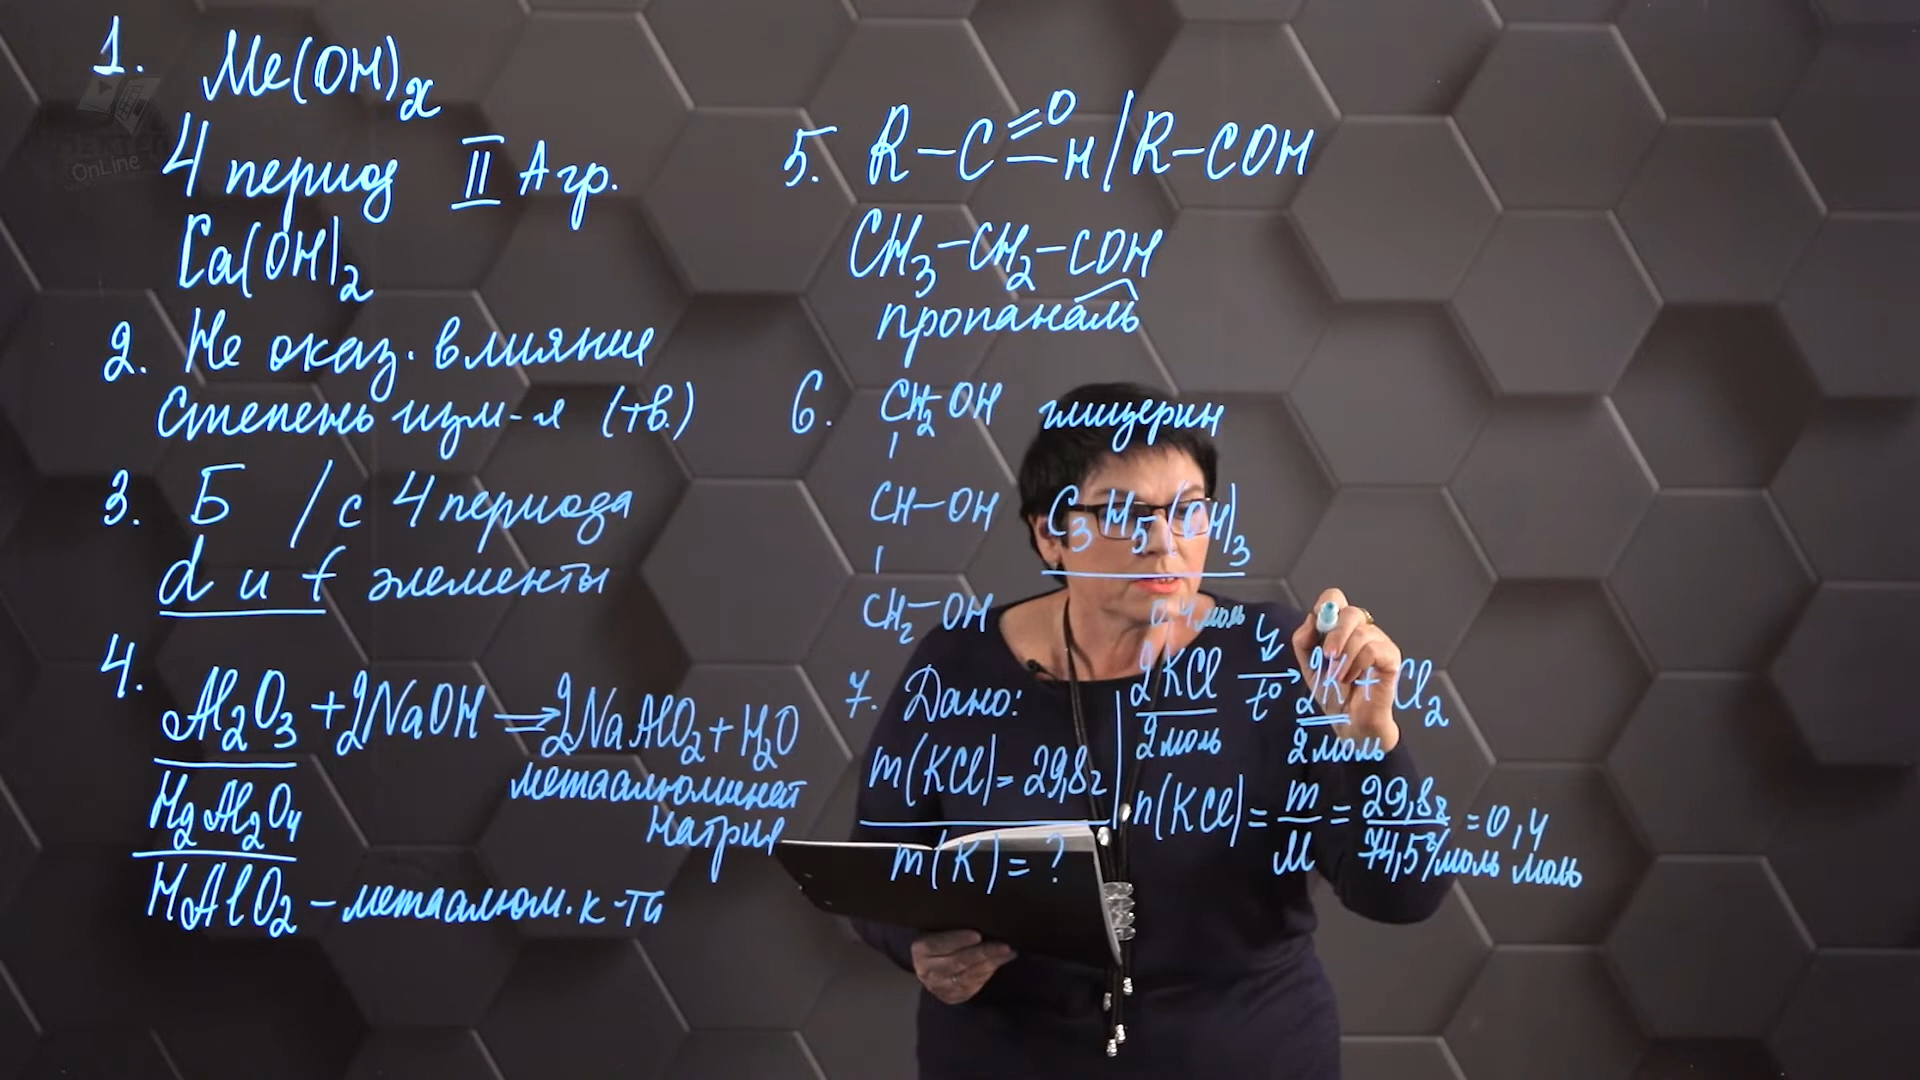 OnLine
1. Me(OH)x
4 период II А гр.
Ca(OH)2
2. Не оказ. влияние
Степень изм-я (тв.)
3. Б / с 4 периода
d и f элементы
4. Al2O3 + 2NaOH ⟶ 2NaAlO2 + H2O
метаалюминат
натрия
H2Al2O4
HAlO2 – метаалюм. к-та
5. R–C=O–H / R–COH
CH3–CH2–COH
пропаналь
6. CH2–OH глицерин
CH–OH C3H5(OH)3
CH2–OH
7. Дано:
m(KCl) = 29,8г
m(K) = ?
0,4 моль
2KCl ⟶ 2K + Cl2
t°
2 моль 2 моль
n(KCl) = m/M = 29,8г/74,5г/моль = 0,4
моль